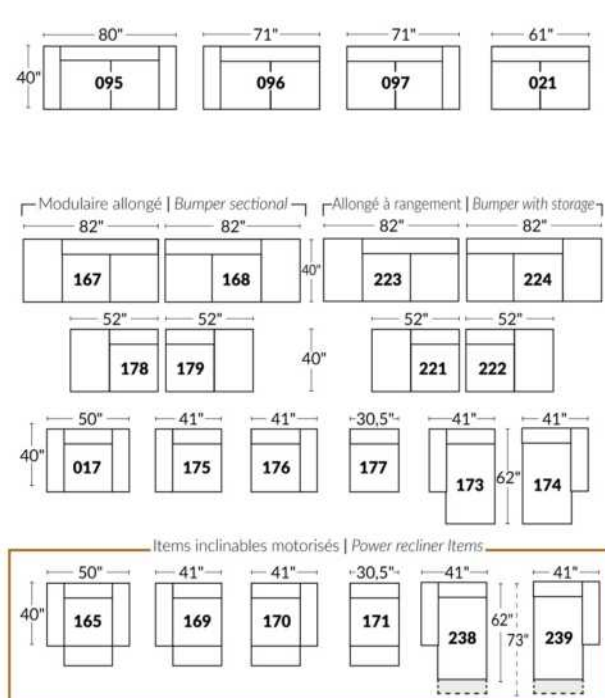 80" 71" 71" 61"
40" 095 096 097 021
Modulaire allongé | Bumper sectional Allongé à rangement | Bumper with storage
82" 82" 82" 82"
167 168 40" 223 224
52" 52" 52" 52"
178 179 40" 221 222
50" 41" 41" 30,5" 41" 41"
40" 017 175 176 177 173 62" 174
Items inclinables motorisés | Power recliner Items
50" 41" 41" 30,5" 41" 41"
40" 165 169 170 171 238 62" 73" 239